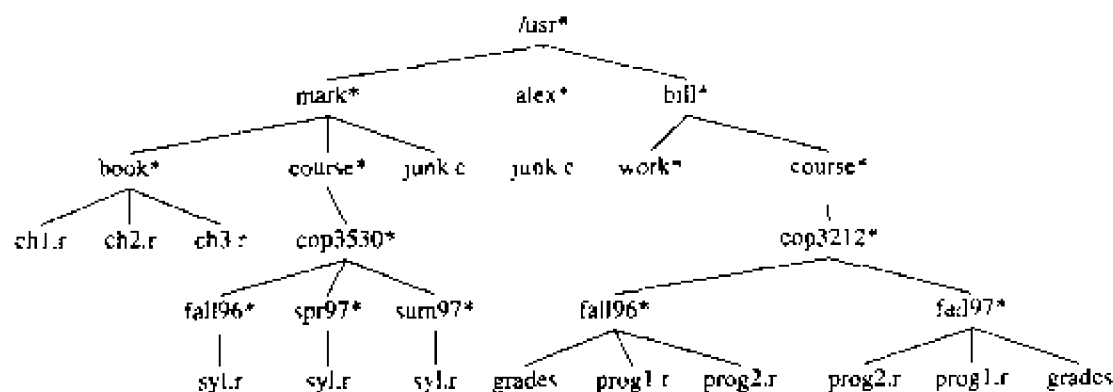 /usr*
mark* alex* bill*
book* course* junk c junk c work* course*
ch1.r ch2.r ch3 r cop3530* cop3212*
fall96* spr97* sum97* fall96* fall97*
syl.r syl.r syl.r grades prog1 r prog2.r prog2.r prog1.r grades